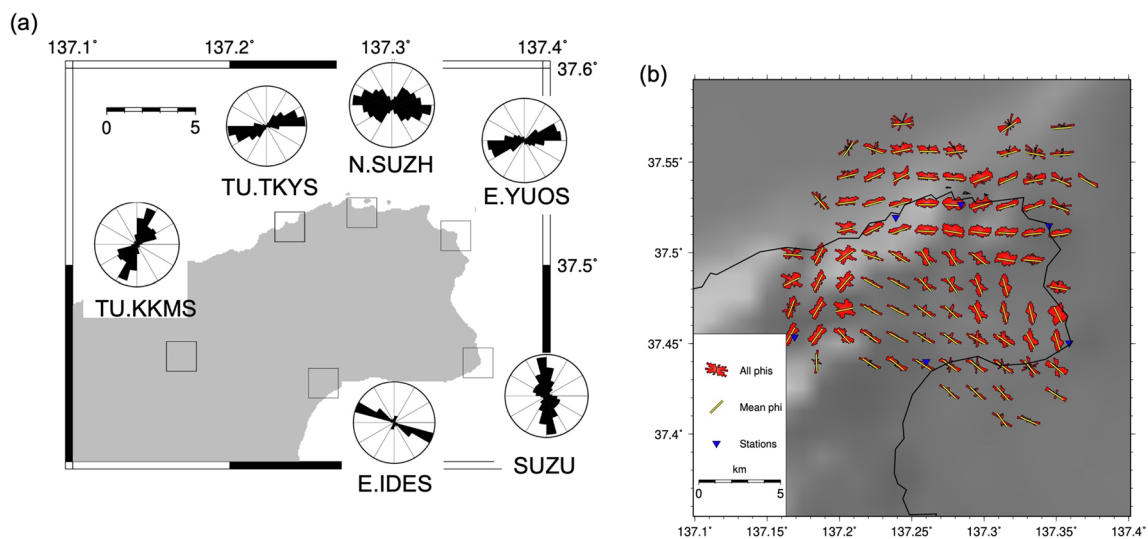 (a)
137.1° 137.2° 137.3° 137.4°
37.6°
0 5
TU.TKYS
N.SUZH
E.YUOS
TU.KKMS
37.5°
E.IDES
SUZU
(b)
37.55°
37.5°
37.45°
37.4°
All phis
Mean phi
Stations
km
0 5
137.1° 137.15° 137.2° 137.25° 137.3° 137.35° 137.4°